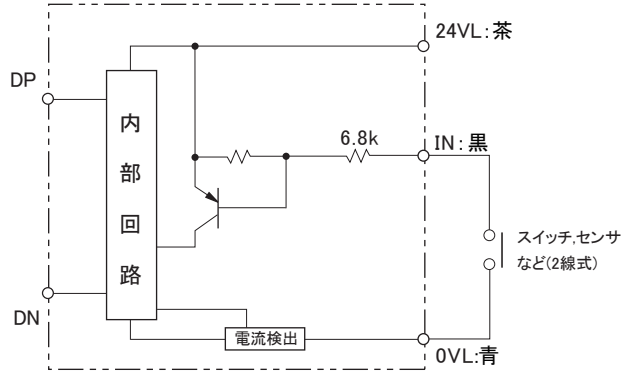 24VL:茶
DP
内
部
回
路
6.8k
IN:黒
スイッチ,センサ
など(2線式)
DN
電流検出
0VL:青